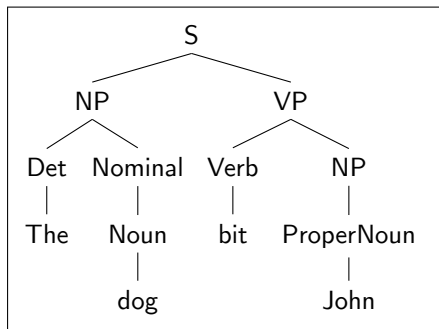 S
NP VP
Det Nominal Verb NP
The Noun bit ProperNoun
dog John